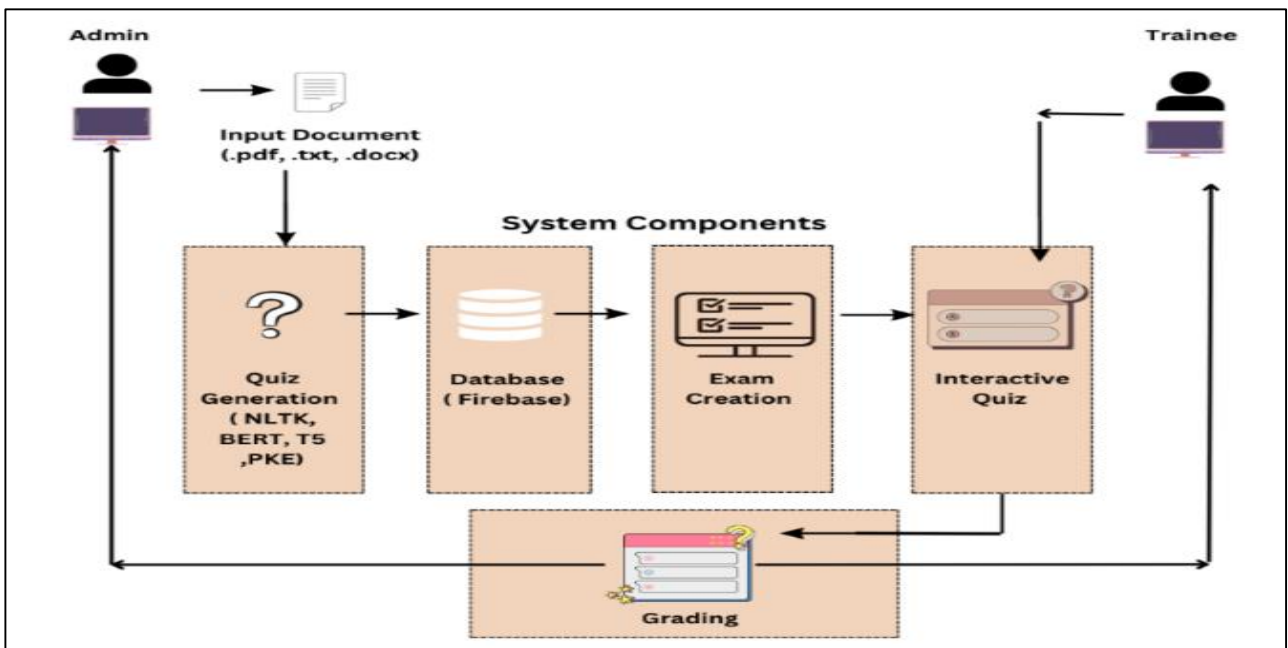 Admin
Trainee
Input Document
(.pdf, .txt, .docx)
System Components
Quiz
Generation
( NLTK,
BERT, T5
,PKE)
Database
( Firebase)
Exam
Creation
Interactive
Quiz
Grading